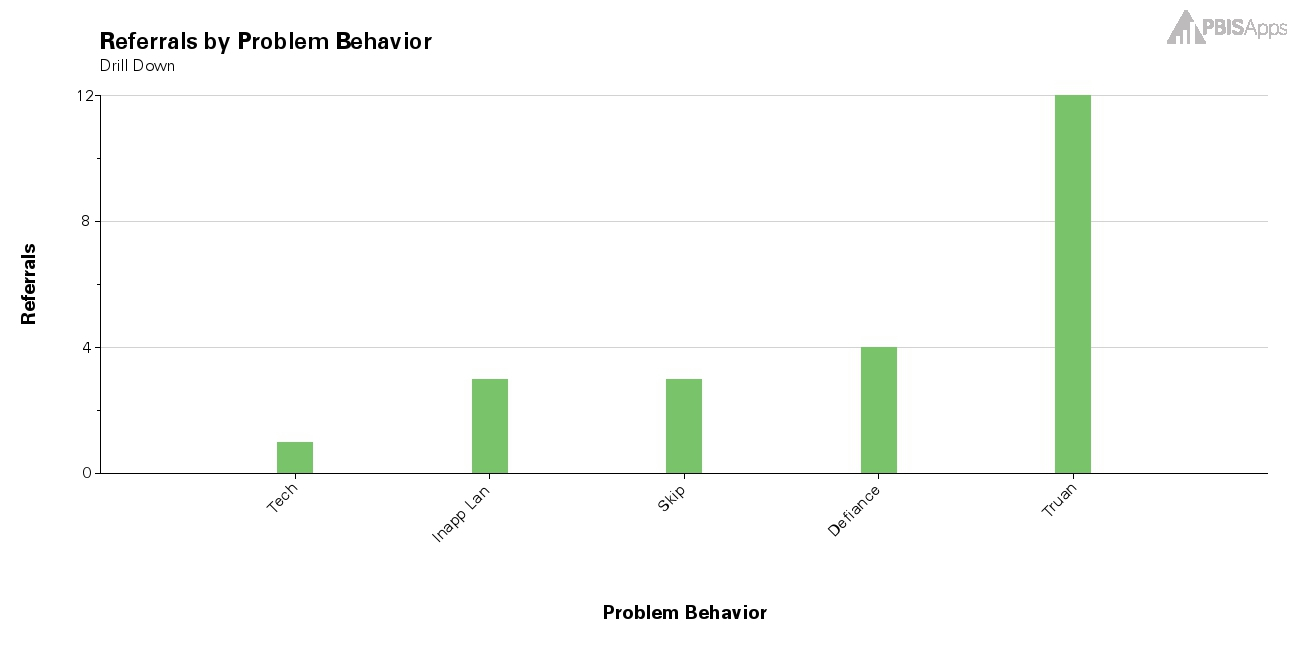 PBISApps
Referrals by Problem Behavior
Drill Down
12
8
4
0
Referrals
Tech
Inapp Lan
Skip
Defiance
Truan
Problem Behavior